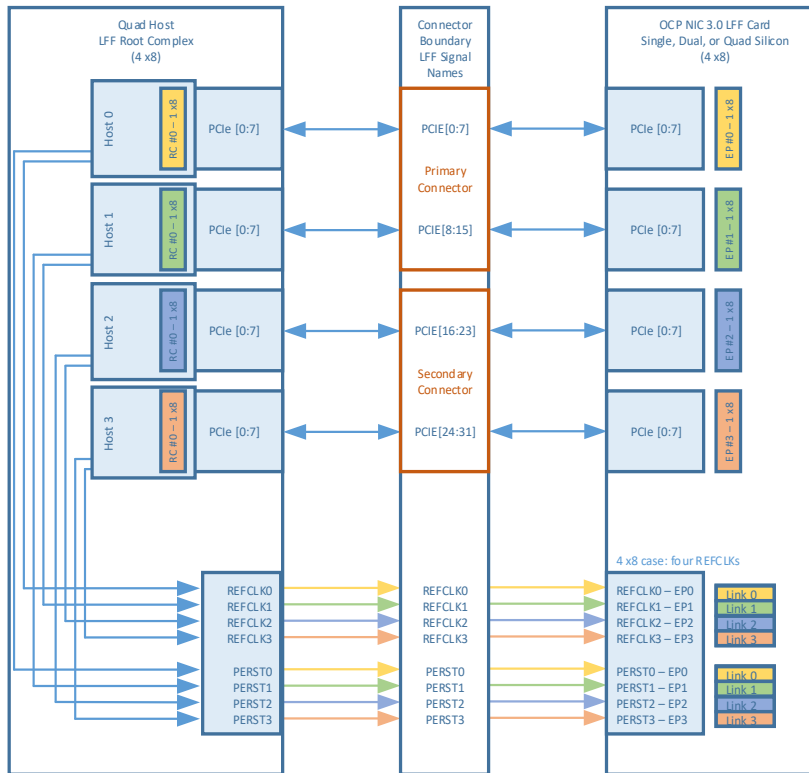 Quad Host
LFF Root Complex
(4 x8)
Host 0
RC #0 – 1 x8
PCIe [0:7]
Host 1
RC #0 – 1 x8
PCIe [0:7]
Host 2
RC #0 – 1 x8
PCIe [0:7]
Host 3
RC #0 – 1 x8
PCIe [0:7]
REFCLK0
REFCLK1
REFCLK2
REFCLK3
PERST0
PERST1
PERST2
PERST3
Connector
Boundary
LFF Signal
Names
PCIE[0:7]
Primary
Connector
PCIE[8:15]
PCIE[16:23]
Secondary
Connector
PCIE[24:31]
REFCLK0
REFCLK1
REFCLK2
REFCLK3
PERST0
PERST1
PERST2
PERST3
OCP NIC 3.0 LFF Card
Single, Dual, or Quad Silicon
(4 x8)
PCIe [0:7]
EP #0 – 1 x8
PCIe [0:7]
EP #1 – 1 x8
PCIe [0:7]
EP #2 – 1 x8
PCIe [0:7]
EP #3 – 1 x8
4 x8 case: four REFCLKs
REFCLK0 – EP0
REFCLK1 – EP1
REFCLK2 – EP2
REFCLK3 – EP3
Link 0
Link 1
Link 2
Link 3
PERST0 – EP0
PERST1 – EP1
PERST2 – EP2
PERST3 – EP3
Link 0
Link 1
Link 2
Link 3